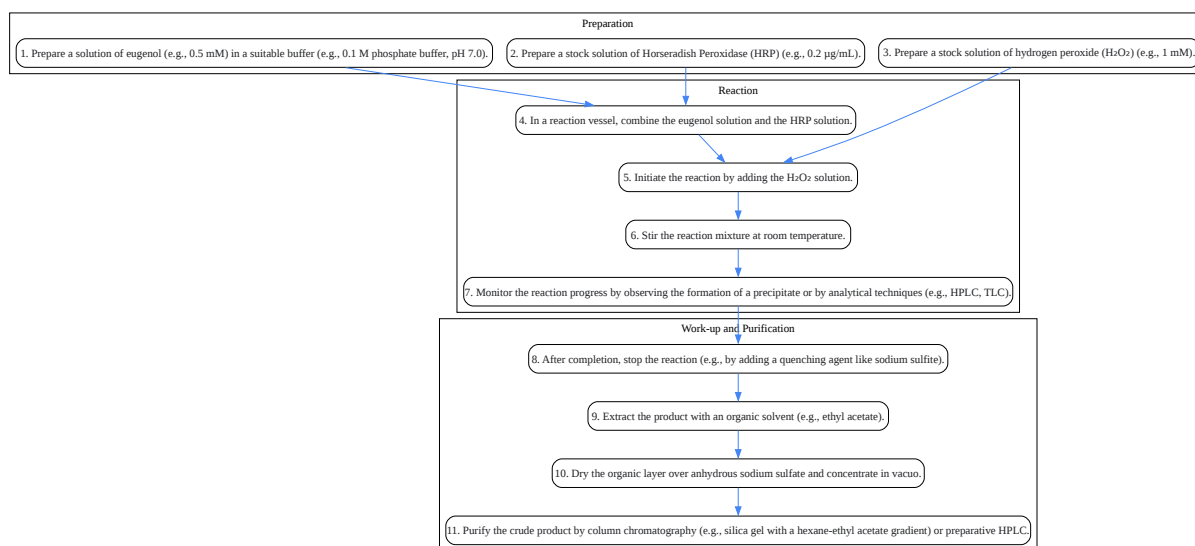 Preparation
1. Prepare a solution of eugenol (e.g., 0.5 mM) in a suitable buffer (e.g., 0.1 M phosphate buffer, pH 7.0).
2. Prepare a stock solution of Horseradish Peroxidase (HRP) (e.g., 0.2 µg/mL).
3. Prepare a stock solution of hydrogen peroxide (H₂O₂) (e.g., 1 mM).
Reaction
4. In a reaction vessel, combine the eugenol solution and the HRP solution.
5. Initiate the reaction by adding the H₂O₂ solution.
6. Stir the reaction mixture at room temperature.
7. Monitor the reaction progress by observing the formation of a precipitate or by analytical techniques (e.g., HPLC, TLC).
Work-up and Purification
8. After completion, stop the reaction (e.g., by adding a quenching agent like sodium sulfite).
9. Extract the product with an organic solvent (e.g., ethyl acetate).
10. Dry the organic layer over anhydrous sodium sulfate and concentrate in vacuo.
11. Purify the crude product by column chromatography (e.g., silica gel with a hexane-ethyl acetate gradient) or preparative HPLC.